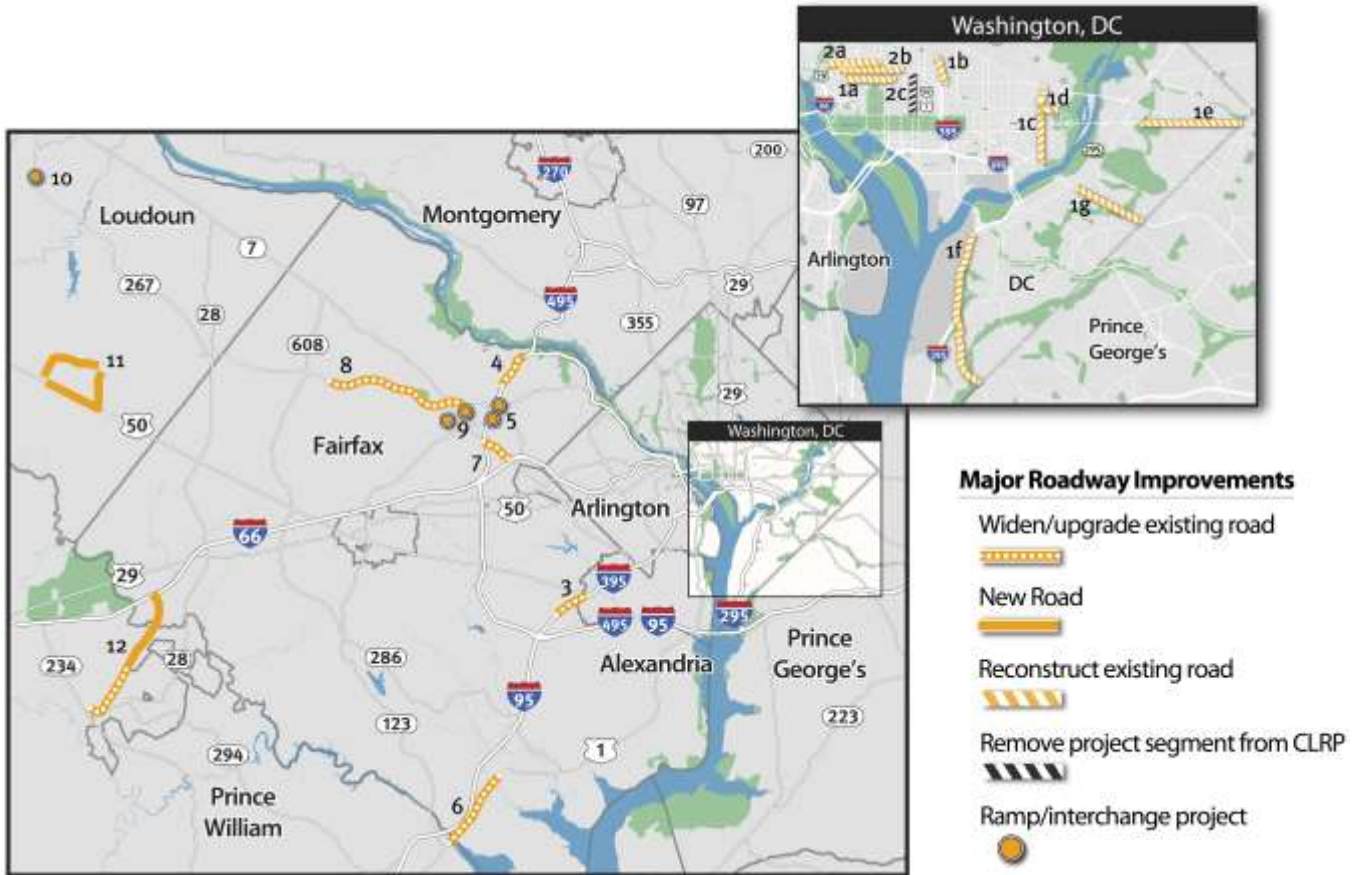 Washington, DC
2a
2b
1b
1a
2c
1d
1c
1e
66
395
295
1g
1f
Arlington
DC
Prince
George's
295
10
Loudoun
Montgomery
270
200
97
7
267
28
29
495
355
608
8
4
11
29
50
9
5
Fairfax
7
Washington, DC
50
Arlington
66
29
3
395
12
28
234
495
95
295
286
Alexandria
Prince
George's
95
123
223
294
1
6
Prince
William
Major Roadway Improvements
Widen/upgrade existing road
New Road
Reconstruct existing road
Remove project segment from CLRP
Ramp/interchange project